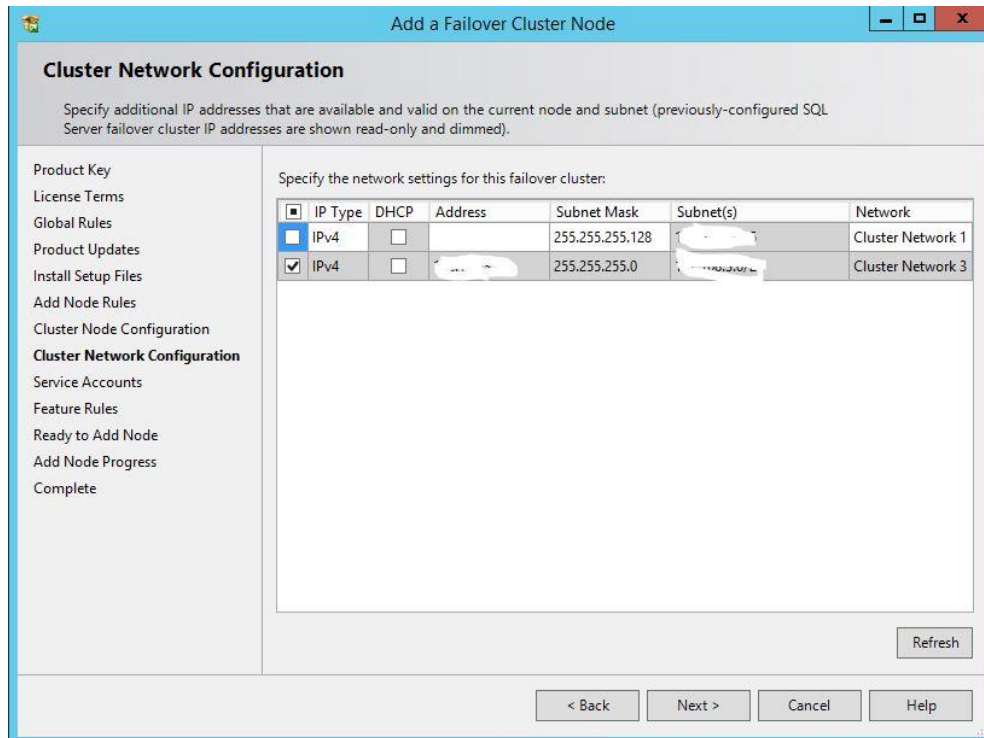 Add a Failover Cluster Node
Cluster Network Configuration
Specify additional IP addresses that are available and valid on the current node and subnet (previously-configured SQL
Server failover cluster IP addresses are shown read-only and dimmed).
Product Key
License Terms
Global Rules
Product Updates
Install Setup Files
Add Node Rules
Cluster Node Configuration
Cluster Network Configuration
Service Accounts
Feature Rules
Ready to Add Node
Add Node Progress
Complete
Specify the network settings for this failover cluster:
IP Type DHCP Address Subnet Mask Subnet(s) Network
IPv4 255.255.255.128 Cluster Network 1
IPv4 255.255.255.0 Cluster Network 3
Refresh
< Back Next > Cancel Help